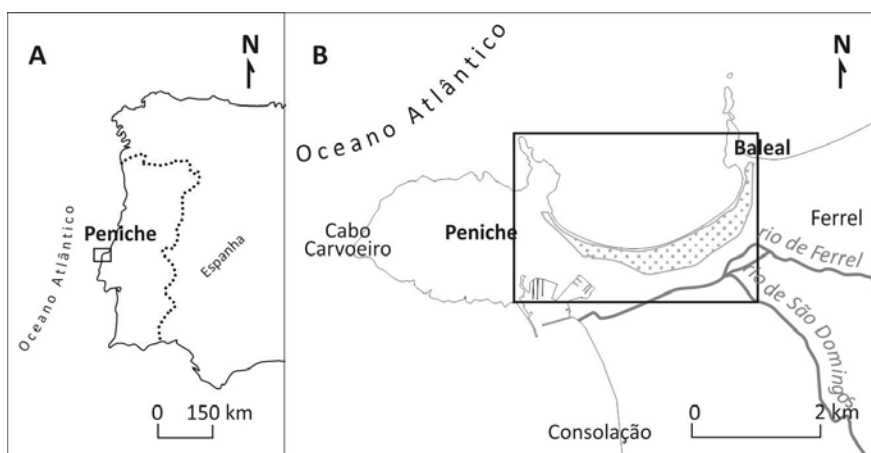 A
N
Oceano Atlântico
Peniche
Espanha
0 150 km
B
N
Oceano Atlântico
Baleal
Cabo
Carvoeiro
Peniche
Ferrel
rio de Ferrel
rio de São Domingos
Consolação
0 2 km